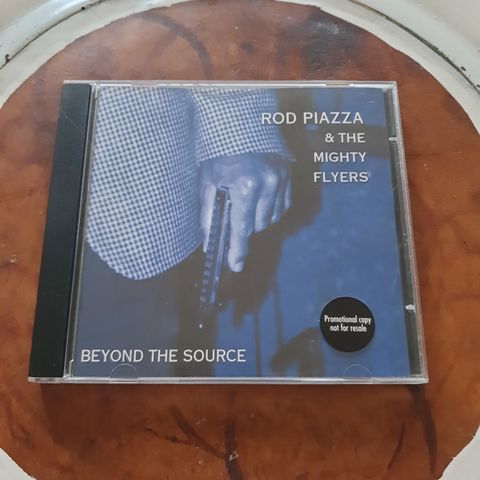 ROD PIAZZA
& THE
MIGHTY
FLYERS
Promotional copy
not for resale
BEYOND THE SOURCE